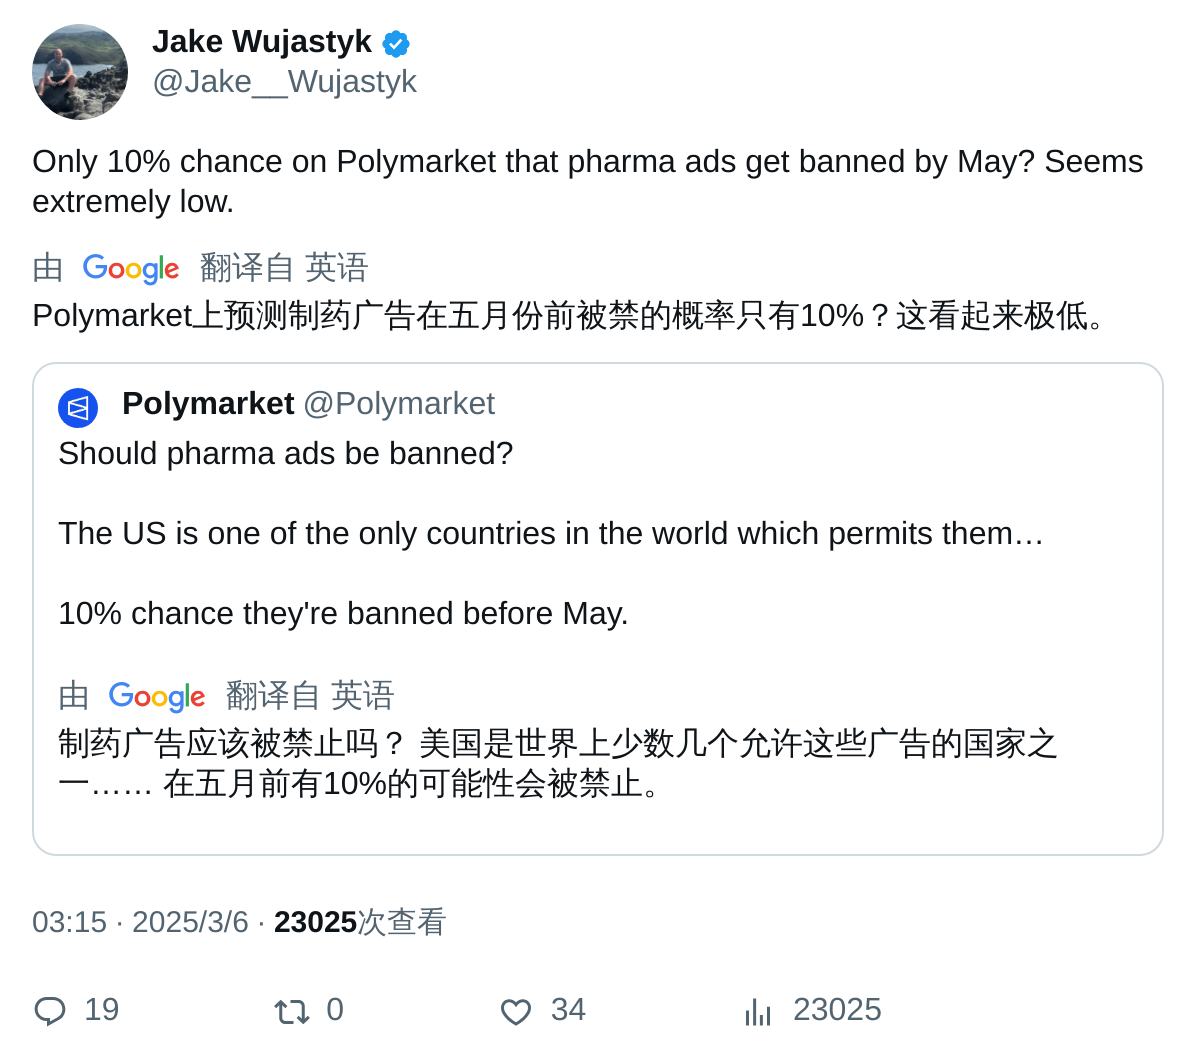 Jake Wujastyk
@Jake__Wujastyk
Only 10% chance on Polymarket that pharma ads get banned by May? Seems
extremely low.
由 Google 翻译自 英语
Polymarket上预测制药广告在五月份前被禁的概率只有10%？这看起来极低。
Polymarket @Polymarket
Should pharma ads be banned?
The US is one of the only countries in the world which permits them…
10% chance they're banned before May.
由 Google 翻译自 英语
制药广告应该被禁止吗？ 美国是世界上少数几个允许这些广告的国家之
一…… 在五月前有10%的可能性会被禁止。
03:15 · 2025/3/6 · 23025次查看
19 0 34 23025